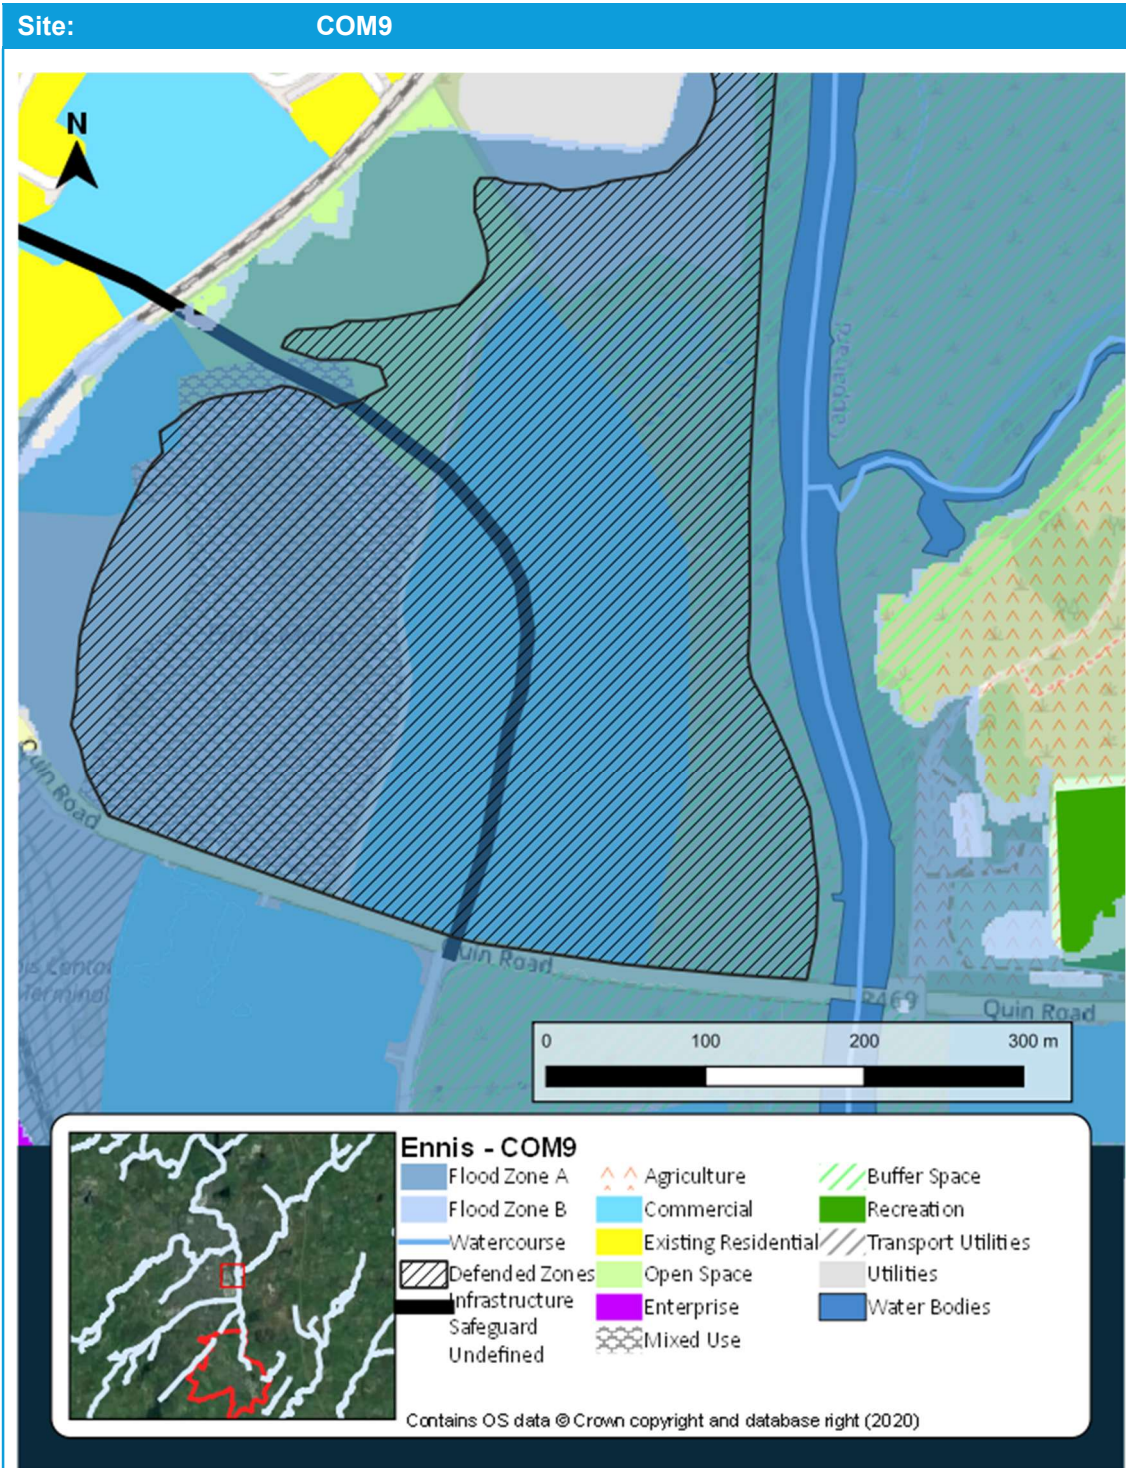 Site: COM9
N
Quin Road
Quin Road
R469
Quin Road
Terminal
0 100 200 300 m
Ennis - COM9
Flood Zone A
Flood Zone B
Watercourse
Defended Zones
Infrastructure
Safeguard
Undefined
Agriculture
Commercial
Existing Residential
Open Space
Enterprise
Mixed Use
Buffer Space
Recreation
Transport Utilities
Utilities
Water Bodies
Contains OS data © Crown copyright and database right (2020)